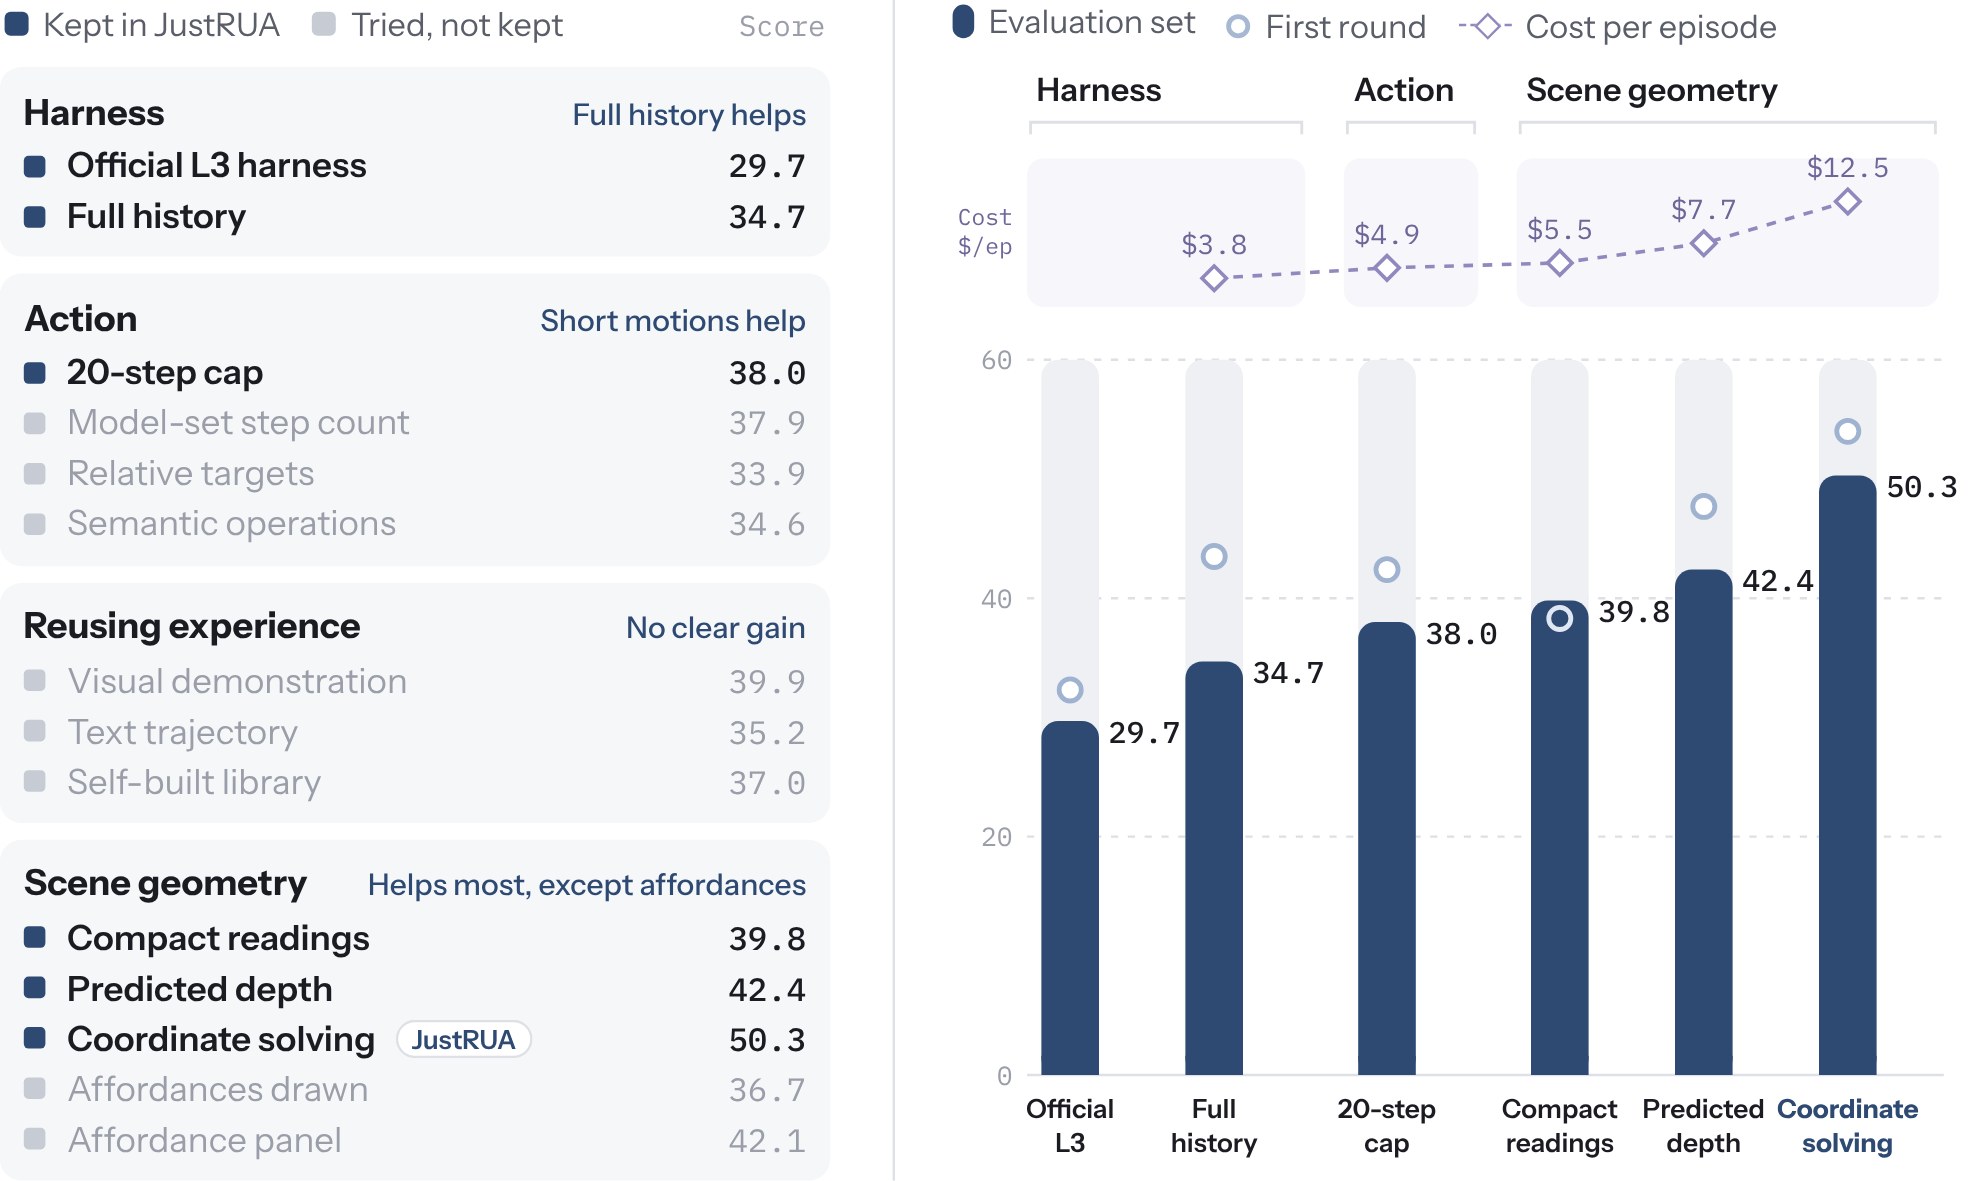 Kept in JustRUA Tried, not kept Score
Harness Full history helps
Official L3 harness 29.7
Full history 34.7
Action Short motions help
20-step cap 38.0
Model-set step count 37.9
Relative targets 33.9
Semantic operations 34.6
Reusing experience No clear gain
Visual demonstration 39.9
Text trajectory 35.2
Self-built library 37.0
Scene geometry Helps most, except affordances
Compact readings 39.8
Predicted depth 42.4
Coordinate solving JustRUA 50.3
Affordances drawn 36.7
Affordance panel 42.1
Evaluation set First round Cost per episode
Harness Action Scene geometry
Cost
$/ep
$3.8 $4.9 $5.5 $7.7 $12.5
60
40
20
0
29.7 34.7 38.0 39.8 42.4 50.3
Official
L3
Full
history
20-step
cap
Compact
readings
Predicted
depth
Coordinate
solving